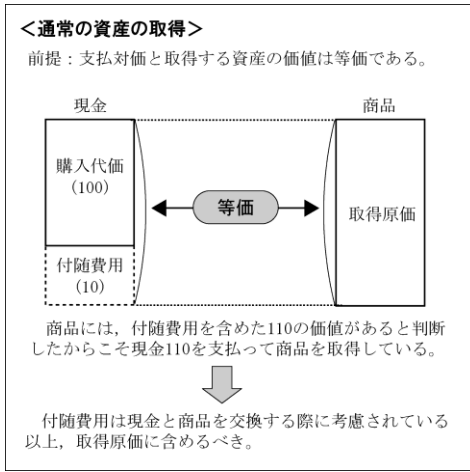 ＜通常の資産の取得＞
前提：支払対価と取得する資産の価値は等価である。
現金
商品
購入代価
（100）
等価
取得原価
付随費用
（10）
商品には，付随費用を含めた110の価値があると判断
したからこそ現金110を支払って商品を取得している。
付随費用は現金と商品を交換する際に考慮されている
以上，取得原価に含めるべき。